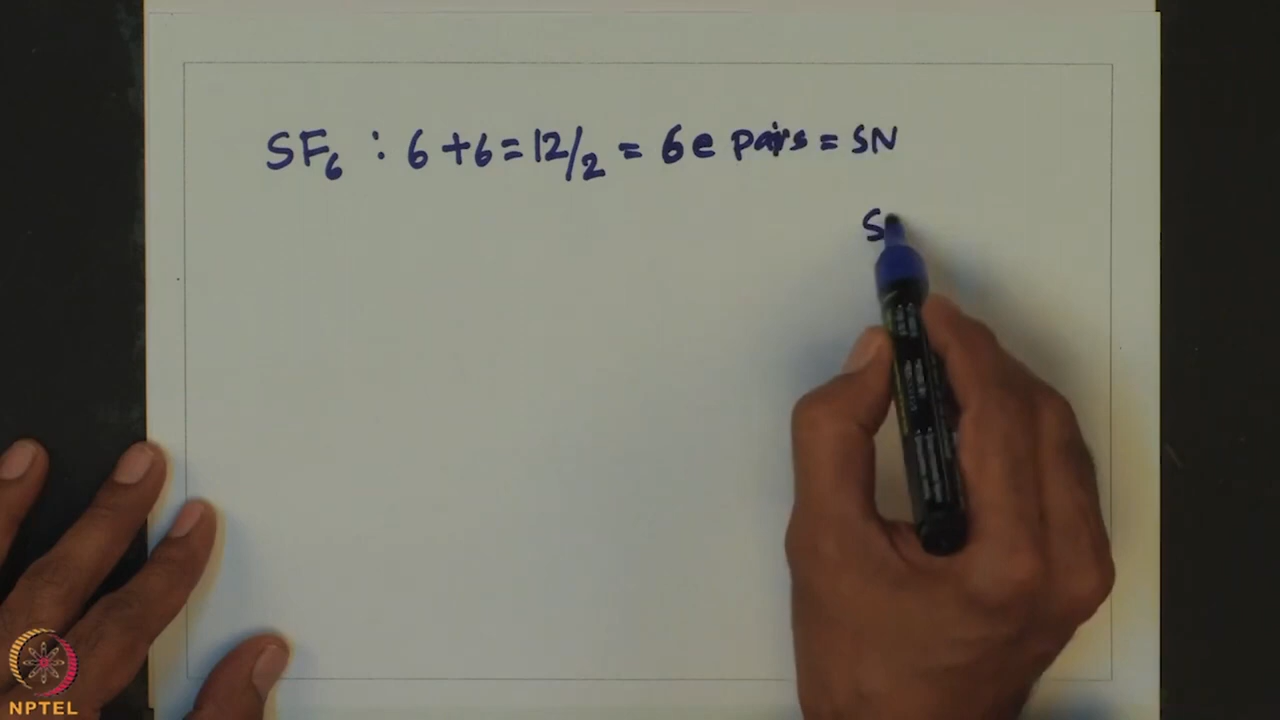 SF₆ : 6 + 6 = 12/2 = 6 e pairs = SN
S
NPTEL